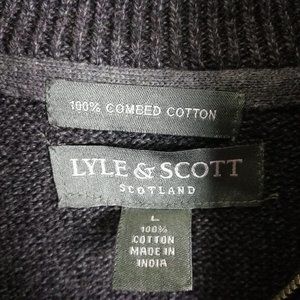 100% COMBED COTTON
LYLE & SCOTT
SCOTLAND
L
100%
COTTON
MADE IN
INDIA